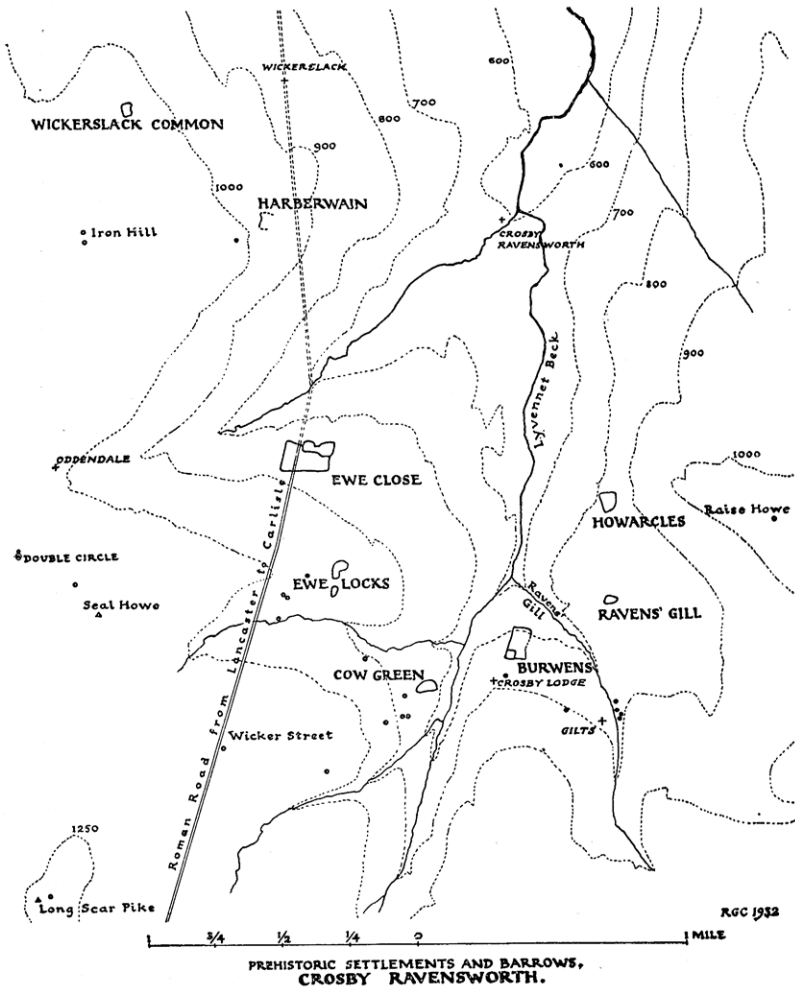 600
WICKERSLACK
700
WICKERSLACK COMMON
800
900
600
1000
HARBERWAIN
700
Iron Hill
CROSBY
RAVENSWORTH
800
900
Lyvennet Beck
ODDENDALE
1000
EWE CLOSE
Raise Howe
HOWARCLES
DOUBLE CIRCLE
EWE LOCKS
Ravens'
Gill
Seal Howe
RAVENS' GILL
COW GREEN
BURWENS
CROSBY LODGE
GILTS
Wicker Street
Roman Road from Lancaster to Carlisle
1250
Long Scar Pike
RGC 1932
1 3/4 1/2 1/4 0 1 MILE
PREHISTORIC SETTLEMENTS AND BARROWS,
CROSBY RAVENSWORTH.